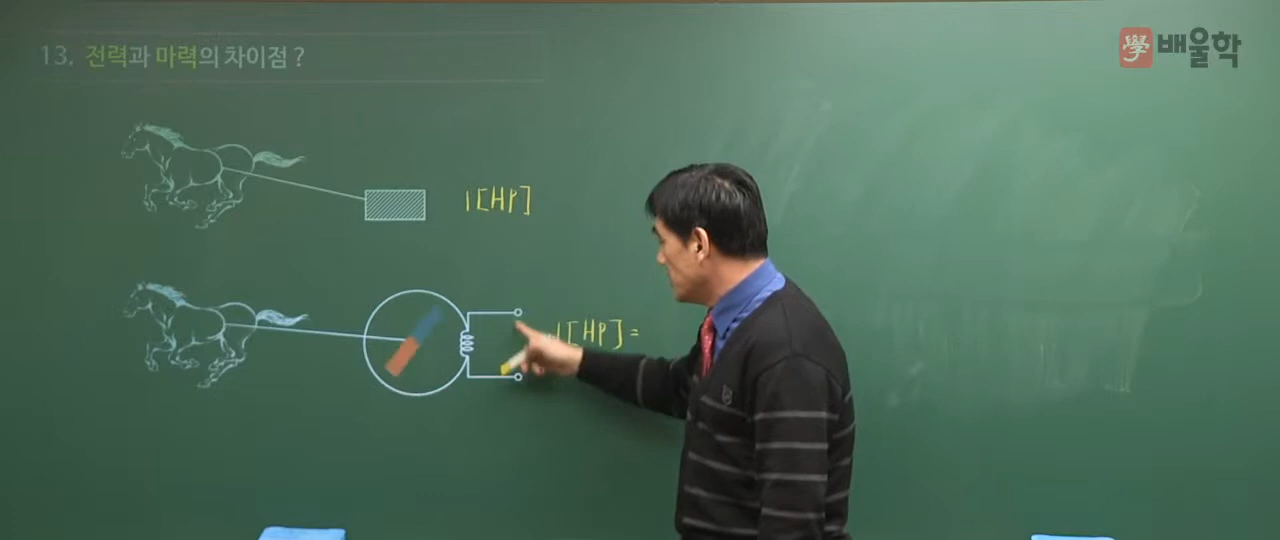 13. 전력과 마력의 차이점 ?
學 배울학
1[HP]
1[HP] =